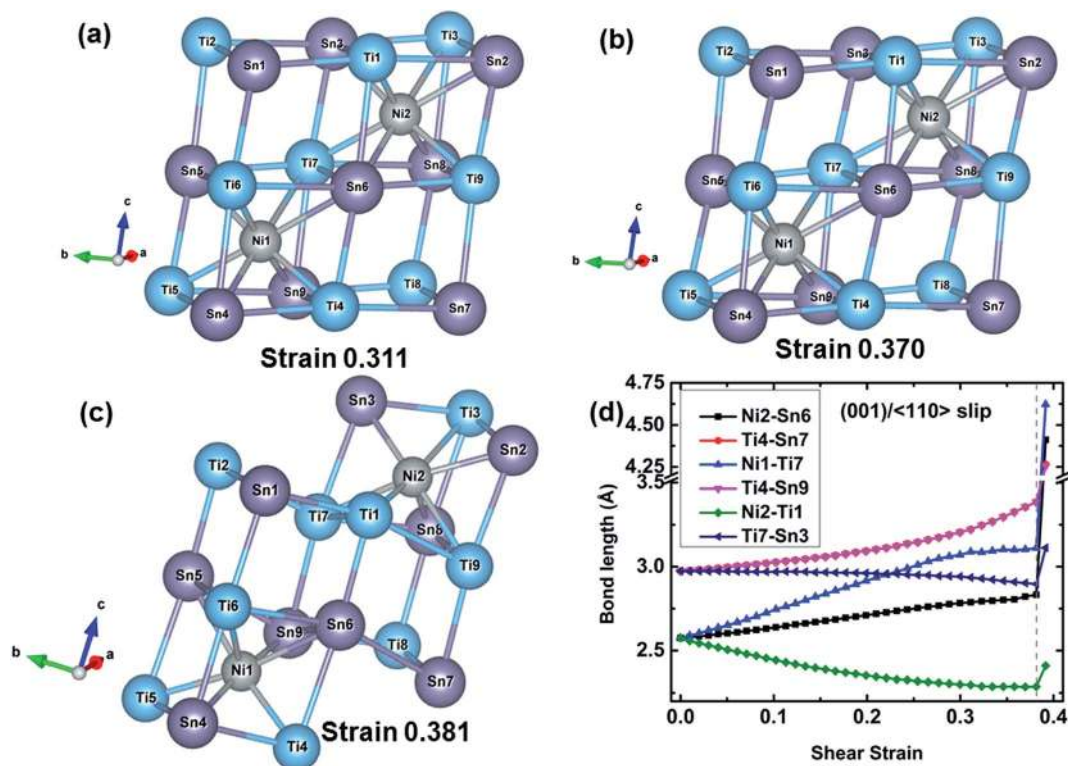 (a)
Ti2
Sn3
Ti3
Sn1
Ti1
Sn2
Ni2
Sn5
Ti7
Sn8
Ti6
Sn6
Ti9
Ni1
c
b
a
Ti5
Sn9
Ti8
Sn4
Ti4
Sn7
Strain 0.311
(b)
Ti2
Sn3
Ti3
Sn1
Ti1
Sn2
Ni2
Sn5
Ti7
Sn8
Ti6
Sn6
Ti9
Ni1
c
b
a
Ti5
Sn9
Ti8
Sn4
Ti4
Sn7
Strain 0.370
(c)
Sn3
Ti3
Sn2
Ti2
Ni2
Sn1
Ti7
Ti1
Sn8
Sn5
Ti9
Ti6
Sn9
Sn6
c
b
a
Ni1
Ti8
Sn7
Ti5
Sn4
Ti4
Strain 0.381
(d)
(001)/<110> slip
Ni2-Sn6
Ti4-Sn7
Ni1-Ti7
Ti4-Sn9
Ni2-Ti1
Ti7-Sn3
Bond length (Å)
4.75
4.50
4.25
3.5
3.0
2.5
0.0 0.1 0.2 0.3 0.4
Shear Strain